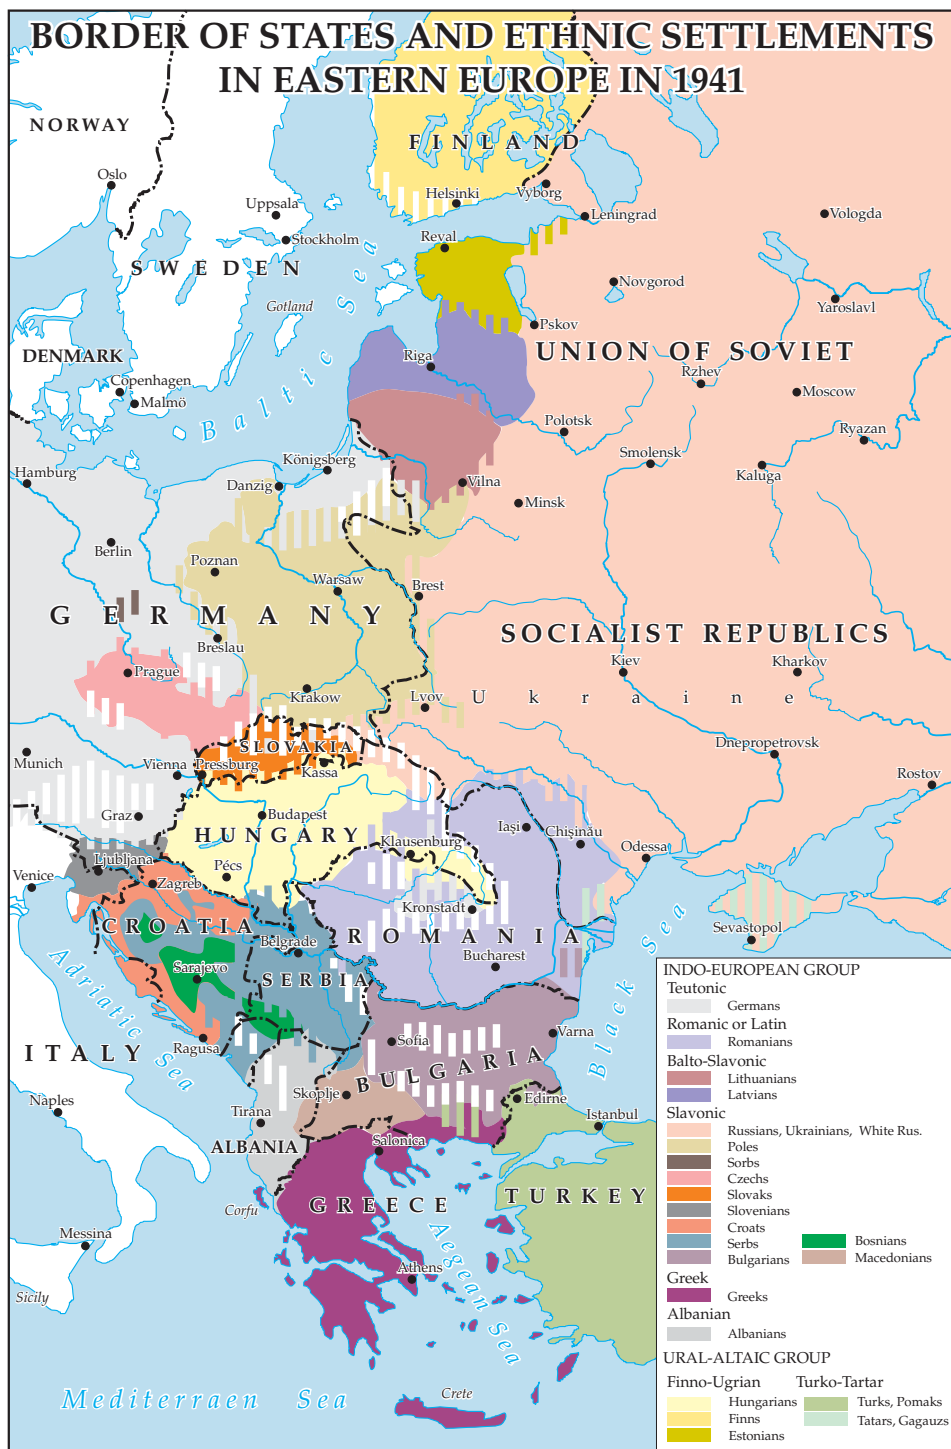 BORDER OF STATES AND ETHNIC SETTLEMENTS
IN EASTERN EUROPE IN 1941
NORWAY
FINLAND
Oslo
Helsinki
Vyborg
Uppsala
Leningrad
Vologda
Stockholm
Reval
SWEDEN
Novgorod
Gotland
Yaroslavl
Baltic Sea
Pskov
DENMARK
Riga
UNION OF SOVIET
Rzhev
Copenhagen
Malmö
Moscow
Polotsk
Ryazan
Smolensk
Königsberg
Hamburg
Kaluga
Danzig
Vilna
Minsk
Berlin
Poznan
Warsaw
Brest
GERMANY
SOCIALIST REPUBLICS
Breslau
Prague
Kiev
Kharkov
Krakow
Lvov
Ukraine
SLOVAKIA
Dnepropetrovsk
Munich
Vienna
Pressburg
Kassa
Rostov
Graz
Budapest
HUNGARY
Iaşi
Chişinău
Klausenburg
Odessa
Ljubljana
Venice
Pécs
Zagreb
Kronstadt
CROATIA
Sevastopol
Belgrade
ROMANIA
Bucharest
Sarajevo
SERBIA
Adriatic Sea
Black Sea
ITALY
Ragusa
Sofia
Varna
BULGARIA
Skoplje
Edirne
Naples
Tirana
Istanbul
ALBANIA
Salonica
TURKEY
GREECE
Corfu
Messina
Aegean Sea
Athens
Sicily
Crete
Mediterraen Sea
INDO-EUROPEAN GROUP
Teutonic
Germans
Romanic or Latin
Romanians
Balto-Slavonic
Lithuanians
Latvians
Slavonic
Russians, Ukrainians, White Rus.
Poles
Sorbs
Czechs
Slovaks
Slovenians
Croats
Serbs
Bosnians
Bulgarians
Macedonians
Greek
Greeks
Albanian
Albanians
URAL-ALTAIC GROUP
Finno-Ugrian
Turko-Tartar
Hungarians
Turks, Pomaks
Finns
Tatars, Gagauzs
Estonians